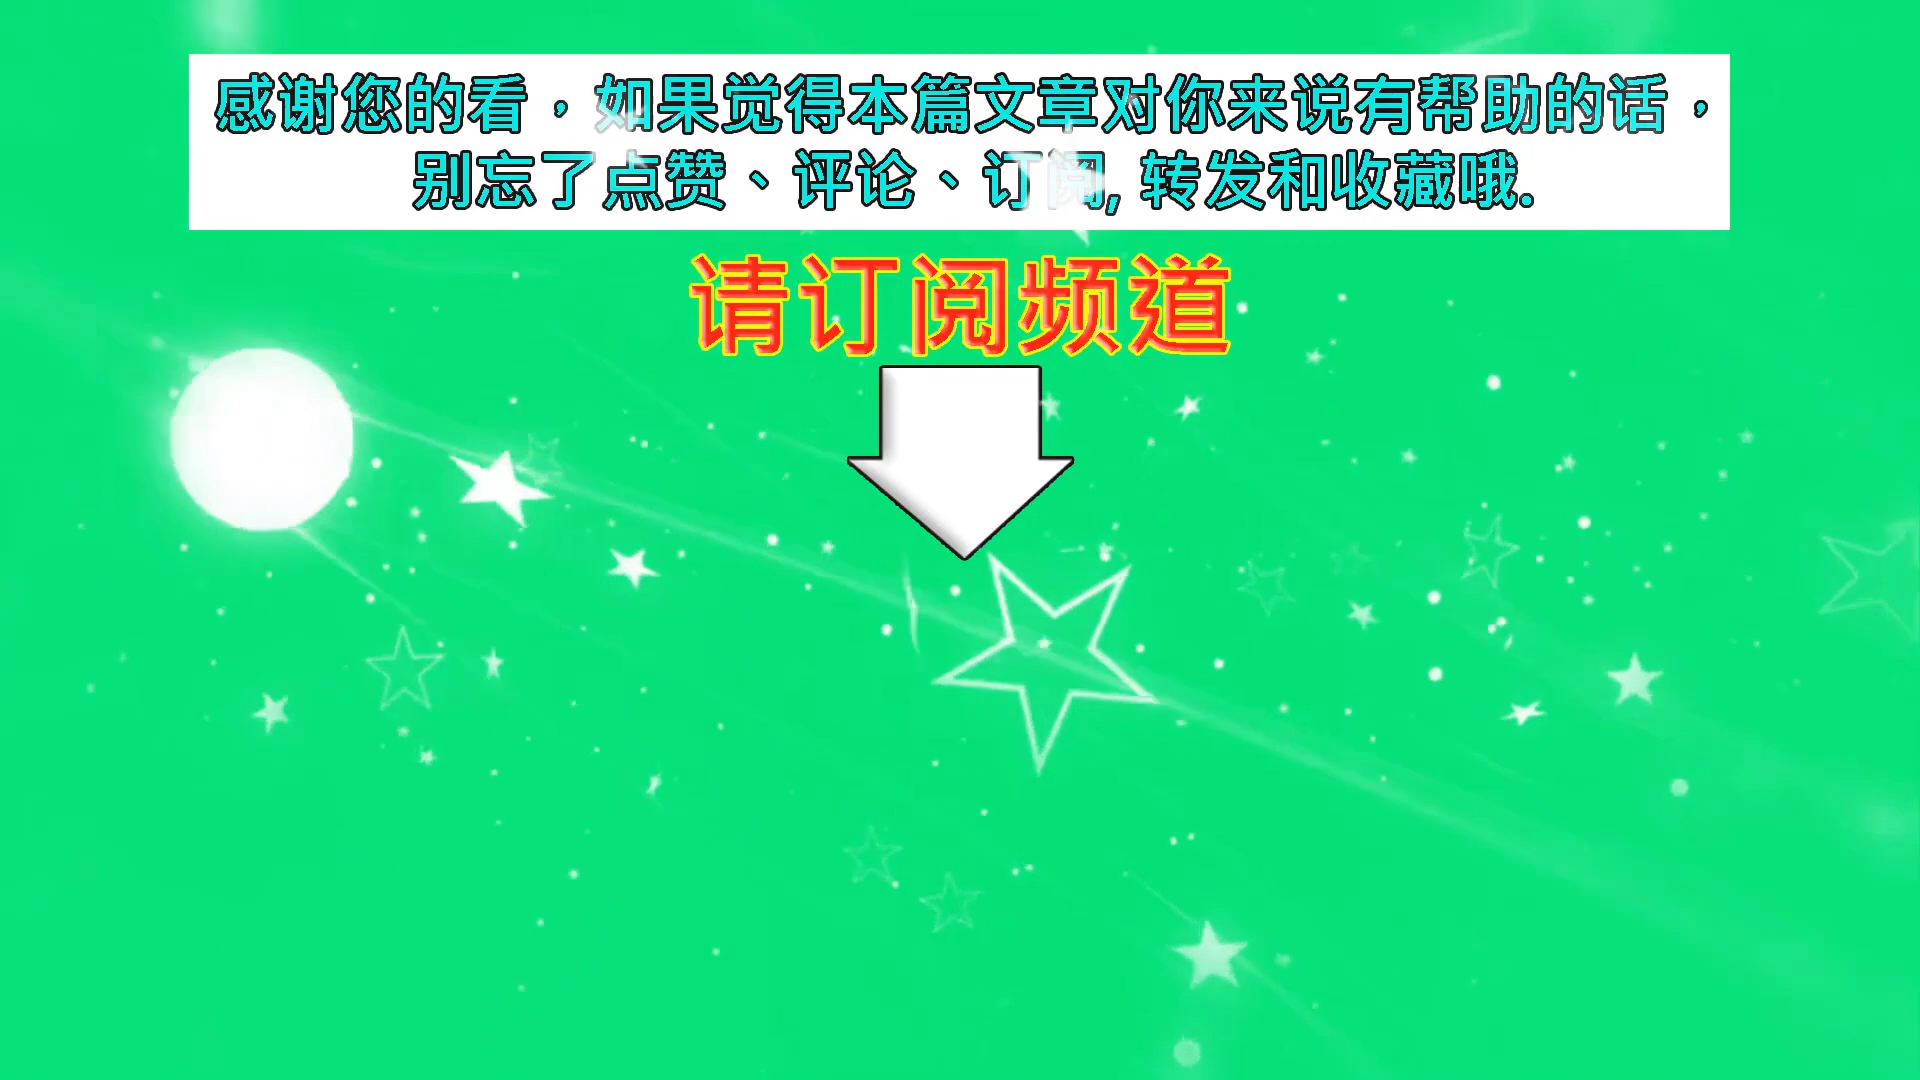 感谢您的看，如果觉得本篇文章对你来说有帮助的话，
别忘了点赞、评论、订阅, 转发和收藏哦.
请订阅频道